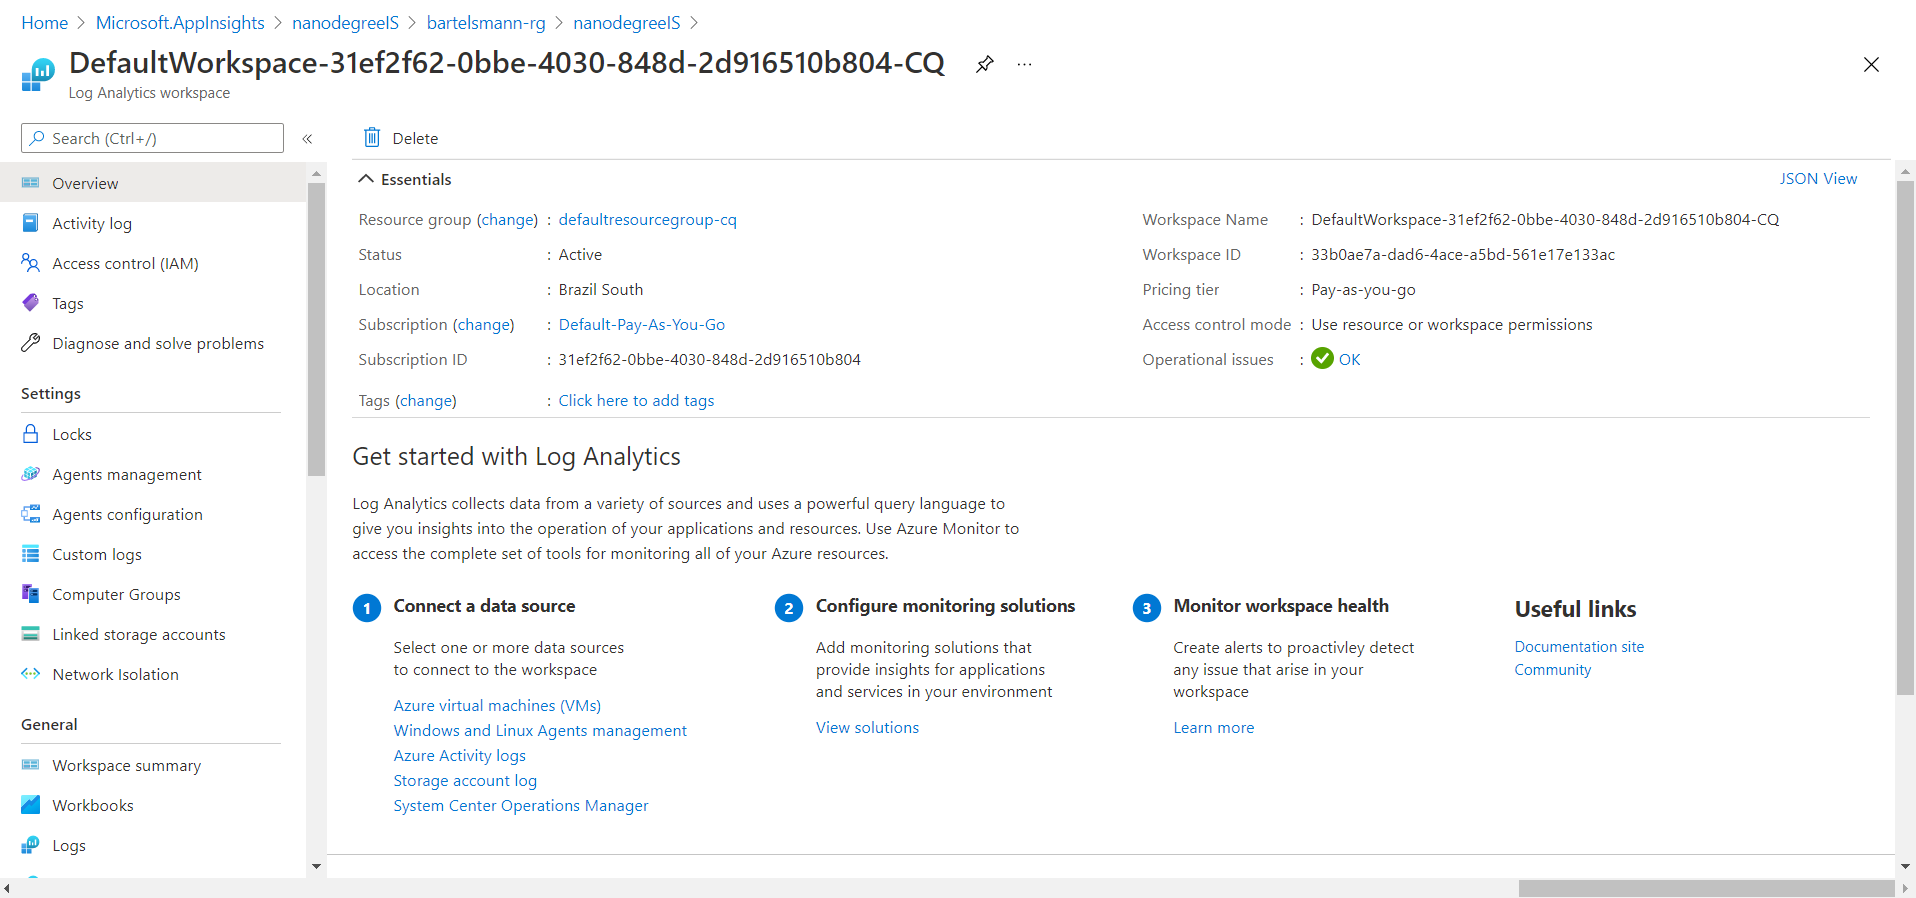 Home > Microsoft.AppInsights > nanodegreeIS > bartelsmann-rg > nanodegreeIS >
DefaultWorkspace-31ef2f62-0bbe-4030-848d-2d916510b804-CQ ...
Log Analytics workspace
Search (Ctrl+/) «
Overview
Activity log
Access control (IAM)
Tags
Diagnose and solve problems
Settings
Locks
Agents management
Agents configuration
Custom logs
Computer Groups
Linked storage accounts
Network Isolation
General
Workspace summary
Workbooks
Logs
Delete
Essentials
JSON View
Resource group (change) : defaultresourcegroup-cq
Status : Active
Location : Brazil South
Subscription (change) : Default-Pay-As-You-Go
Subscription ID : 31ef2f62-0bbe-4030-848d-2d916510b804
Tags (change) : Click here to add tags
Workspace Name : DefaultWorkspace-31ef2f62-0bbe-4030-848d-2d916510b804-CQ
Workspace ID : 33b0ae7a-dad6-4ace-a5bd-561e17e133ac
Pricing tier : Pay-as-you-go
Access control mode : Use resource or workspace permissions
Operational issues : OK
Get started with Log Analytics
Log Analytics collects data from a variety of sources and uses a powerful query language to
give you insights into the operation of your applications and resources. Use Azure Monitor to
access the complete set of tools for monitoring all of your Azure resources.
1 Connect a data source
Select one or more data sources
to connect to the workspace
Azure virtual machines (VMs)
Windows and Linux Agents management
Azure Activity logs
Storage account log
System Center Operations Manager
2 Configure monitoring solutions
Add monitoring solutions that
provide insights for applications
and services in your environment
View solutions
3 Monitor workspace health
Create alerts to proactivley detect
any issue that arise in your
workspace
Learn more
Useful links
Documentation site
Community